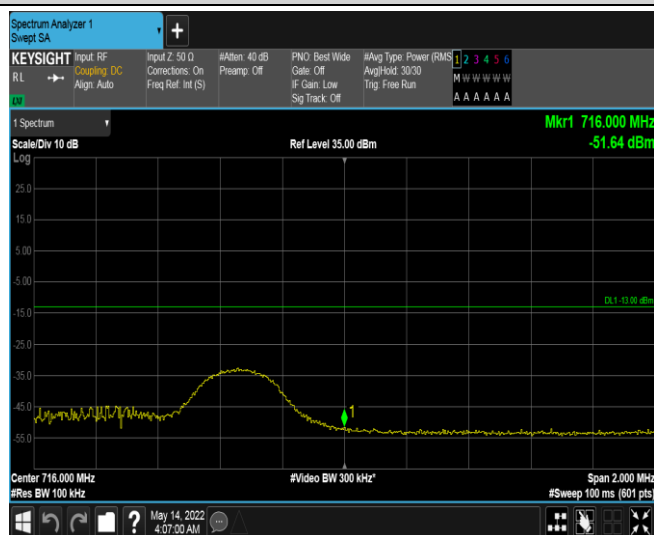 Spectrum Analyzer 1
Swept SA
+
KEYSIGHT
RL
LXI
Input: RF
Coupling: DC
Align: Auto
Input Z: 50 Ω
Corrections: On
Freq Ref: Int (S)
#Atten: 40 dB
Preamp: Off
PNO: Best Wide
Gate: Off
IF Gain: Low
Sig Track: Off
#Avg Type: Power (RMS
Avg|Hold: 30/30
Trig: Free Run
1 2 3 4 5 6
M W W W W W
A A A A A A
1 Spectrum
Scale/Div 10 dB
Log
Ref Level 35.00 dBm
Mkr1 716.000 MHz
-51.64 dBm
25.0
15.0
5.00
-5.00
DL1 -13.00 dBm
-15.0
-25.0
-35.0
-45.0
1
-55.0
Center 716.000 MHz
#Res BW 100 kHz
#Video BW 300 kHz*
Span 2.000 MHz
#Sweep 100 ms (601 pts)
?
May 14, 2022
4:07:00 AM